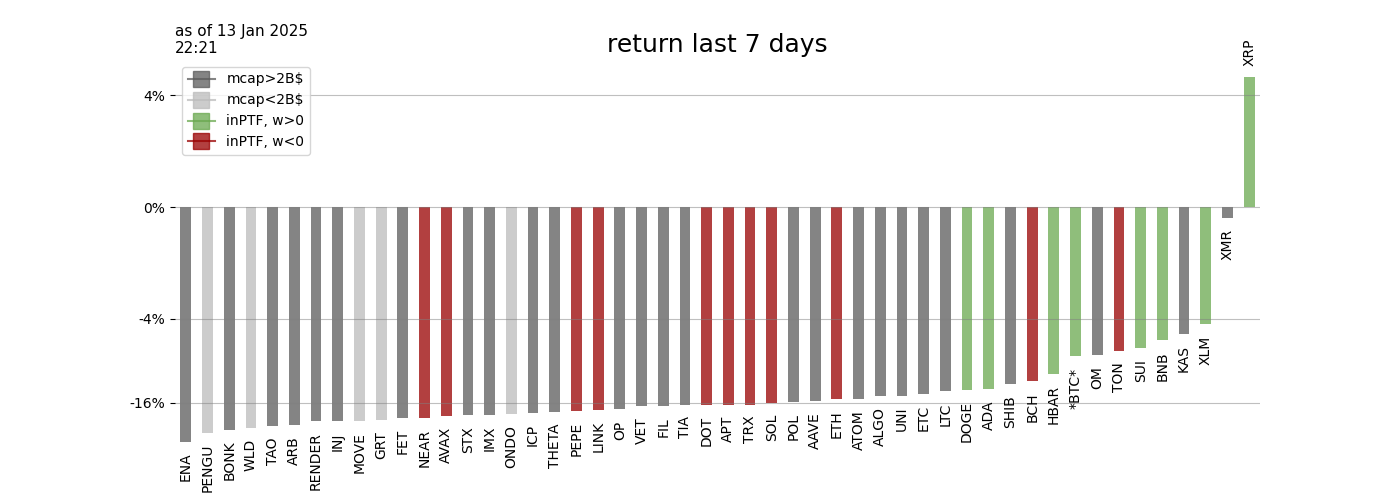 as of 13 Jan 2025
22:21
return last 7 days
mcap>2B$
mcap<2B$
inPTF, w>0
inPTF, w<0
4%
0%
-4%
-16%
ENA
PENGU
BONK
WLD
TAO
ARB
RENDER
INJ
MOVE
GRT
FET
NEAR
AVAX
STX
IMX
ONDO
ICP
THETA
PEPE
LINK
OP
VET
FIL
TIA
DOT
APT
TRX
SOL
POL
AAVE
ETH
ATOM
ALGO
UNI
ETC
LTC
DOGE
ADA
SHIB
BCH
HBAR
*BTC*
OM
TON
SUI
BNB
KAS
XLM
XMR
XRP